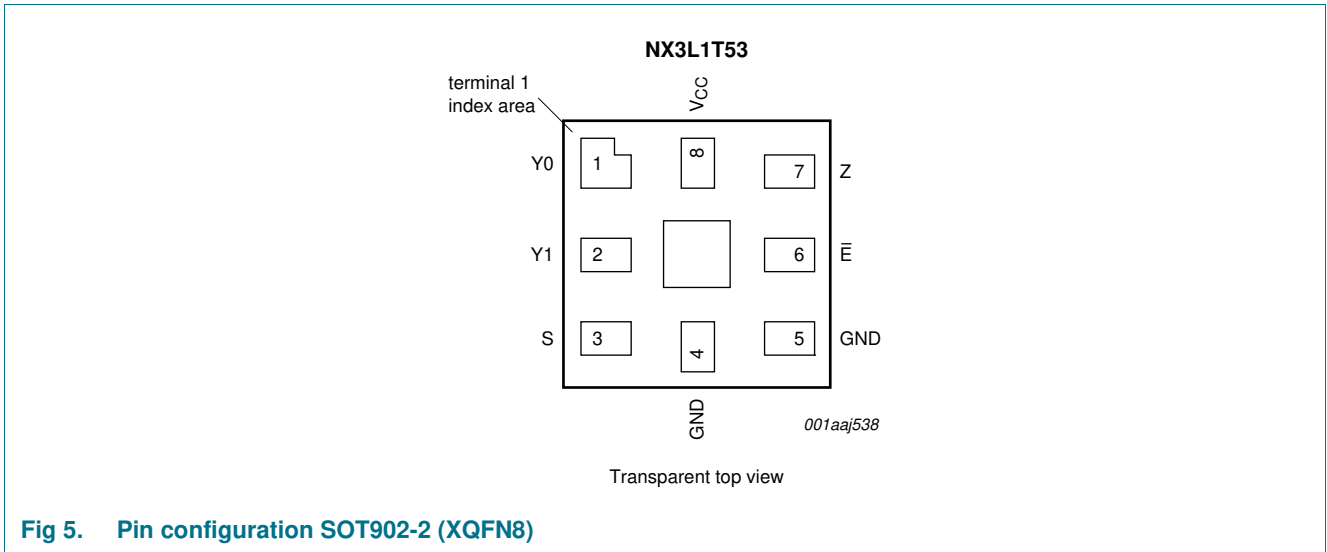 NX3L1T53
terminal 1
index area
VCC
Y0
1
8
7
Z
Y1
2
6
E̅
S
3
4
5
GND
GND
001aaj538
Transparent top view
Fig 5. Pin configuration SOT902-2 (XQFN8)